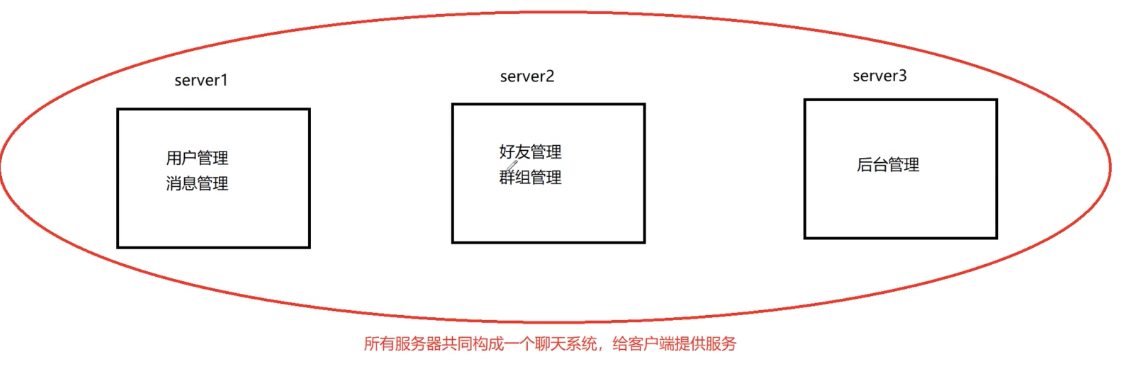 server1
server2
server3
用户管理
消息管理
好友管理
群组管理
后台管理
所有服务器共同构成一个聊天系统，给客户端提供服务